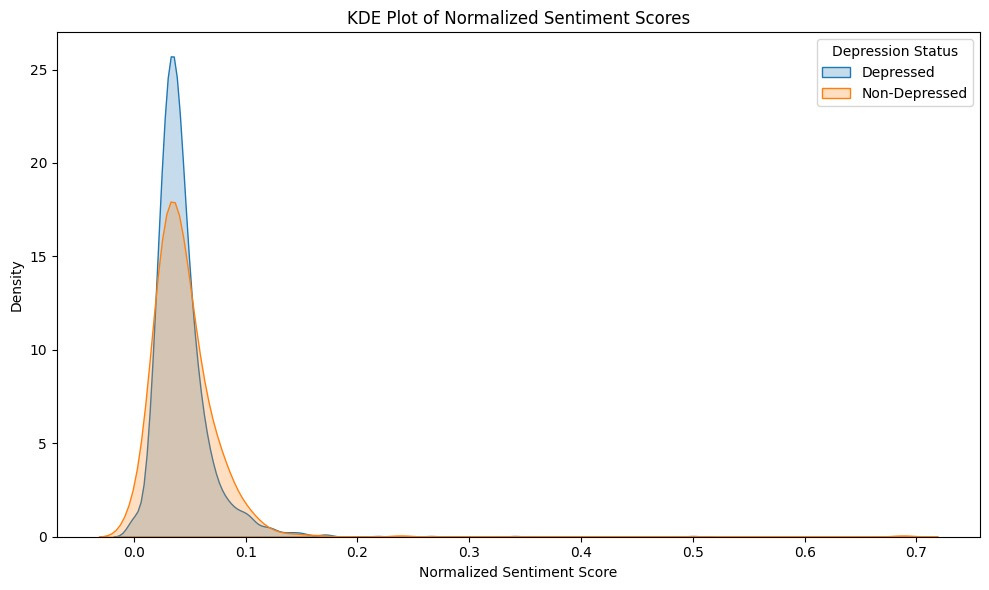 KDE Plot of Normalized Sentiment Scores
Depression Status
Depressed
Non-Depressed
25
20
15
10
5
0
Density
0.0 0.1 0.2 0.3 0.4 0.5 0.6 0.7
Normalized Sentiment Score